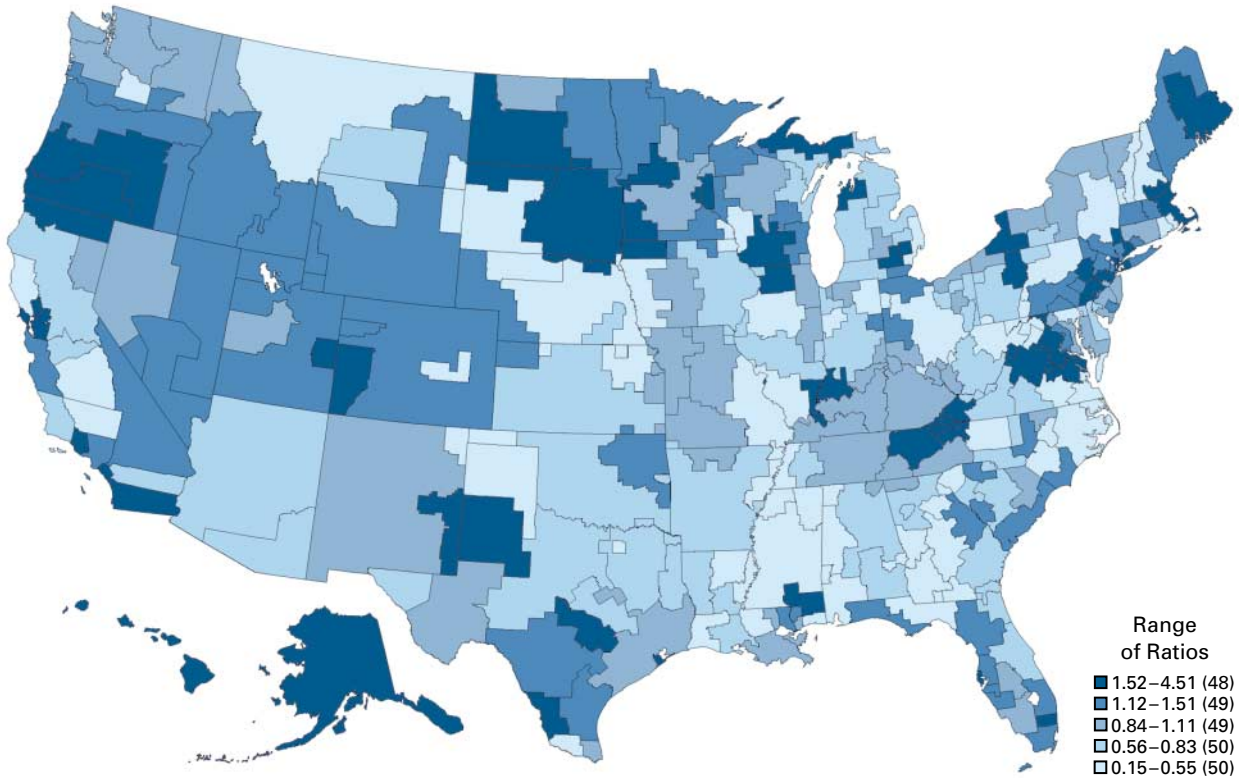 Range
of Ratios
1.52–4.51 (48)
1.12–1.51 (49)
0.84–1.11 (49)
0.56–0.83 (50)
0.15–0.55 (50)